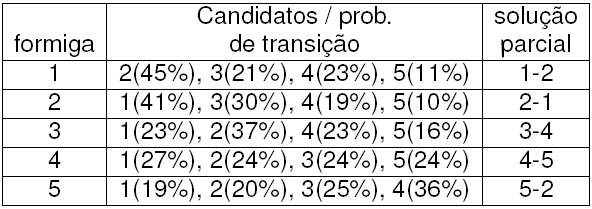 formiga Candidatos / prob. de transição solução parcial
1 2(45%), 3(21%), 4(23%), 5(11%) 1-2
2 1(41%), 3(30%), 4(19%), 5(10%) 2-1
3 1(23%), 2(37%), 4(23%), 5(16%) 3-4
4 1(27%), 2(24%), 3(24%), 5(24%) 4-5
5 1(19%), 2(20%), 3(25%), 4(36%) 5-2